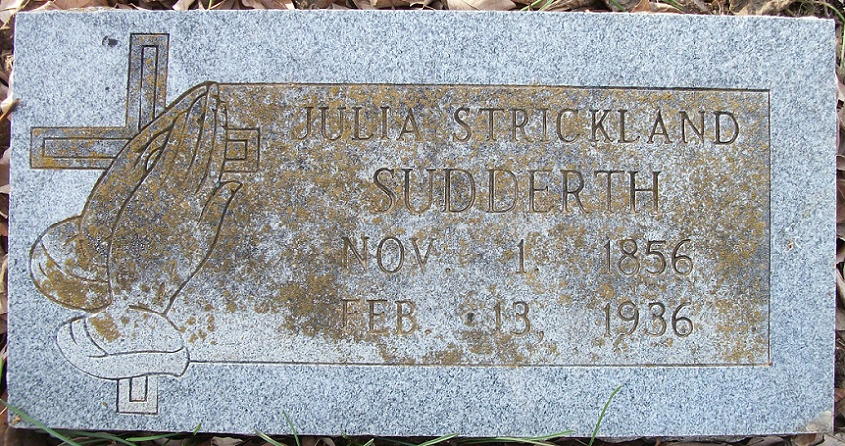 JULIA STRICKLAND
SUDDERTH
NOV. 1. 1856
FEB. 13, 1936